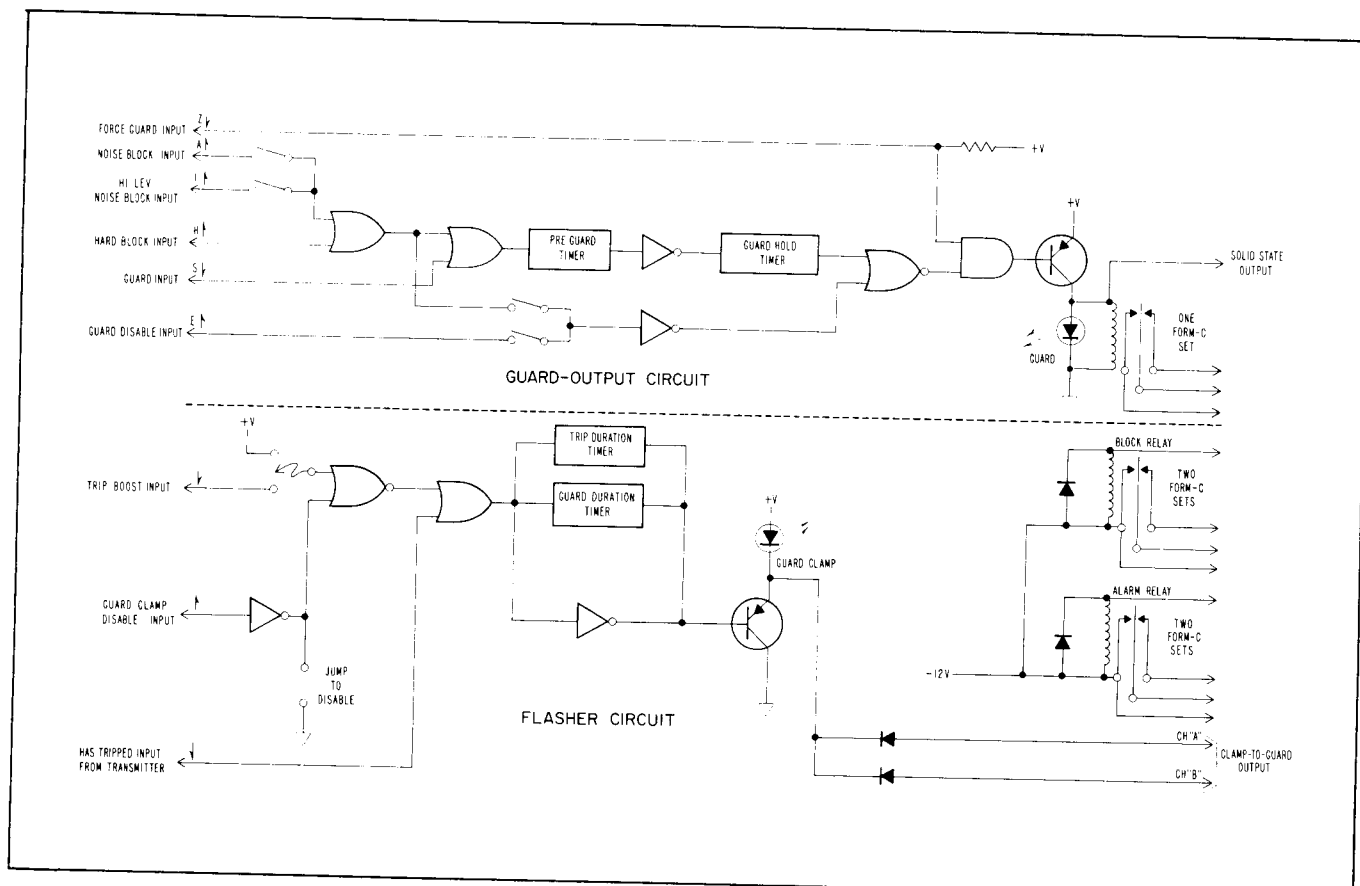 FORCE GUARD INPUT
Z
NOISE BLOCK INPUT
A
HI LEV
NOISE BLOCK INPUT
HARD BLOCK INPUT
H
GUARD INPUT
S
GUARD DISABLE INPUT
E
PRE GUARD
TIMER
GUARD HOLD
TIMER
+V
+V
SOLID STATE
OUTPUT
GUARD
ONE
FORM-C
SET
GUARD-OUTPUT CIRCUIT
+V
TRIP BOOST INPUT
TRIP DURATION
TIMER
GUARD DURATION
TIMER
+V
GUARD CLAMP
GUARD CLAMP
DISABLE INPUT
JUMP
TO
DISABLE
HAS TRIPPED INPUT
FROM TRANSMITTER
FLASHER CIRCUIT
BLOCK RELAY
TWO
FORM-C
SETS
ALARM RELAY
TWO
FORM-C
SETS
-12V
CH"A"
CH"B"
CLAMP-TO-GUARD
OUTPUT